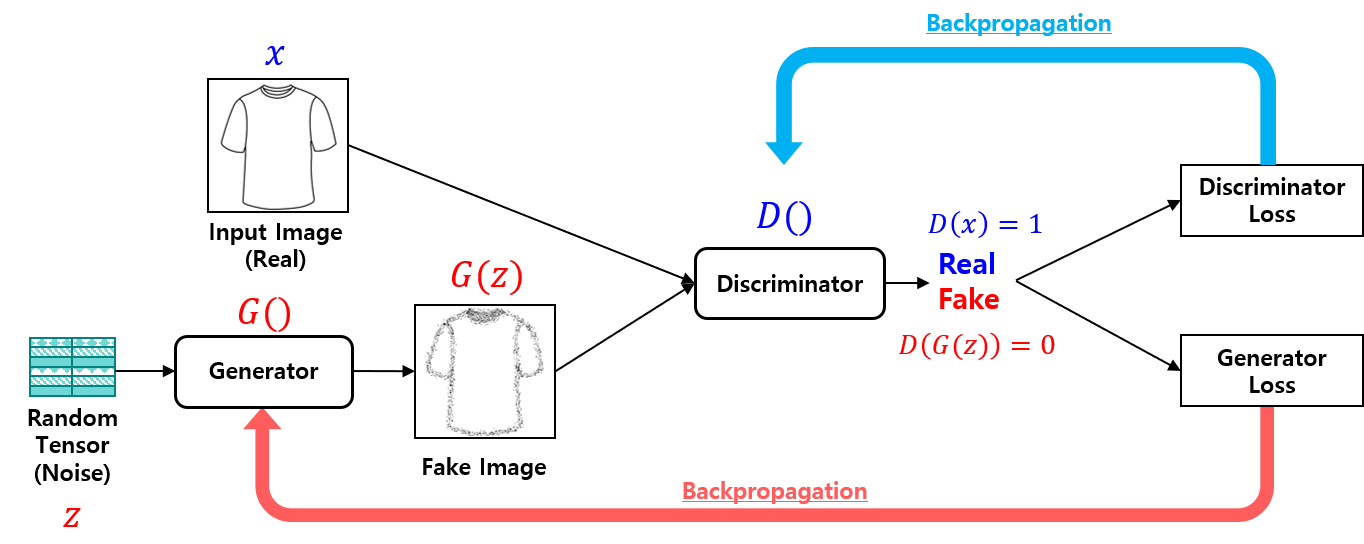 Backpropagation
x
Input Image
(Real)
G(z)
G()
Generator
Random
Tensor
(Noise)
z
Fake Image
D()
Discriminator
D(x) = 1
Real
Fake
D(G(z)) = 0
Discriminator
Loss
Generator
Loss
Backpropagation